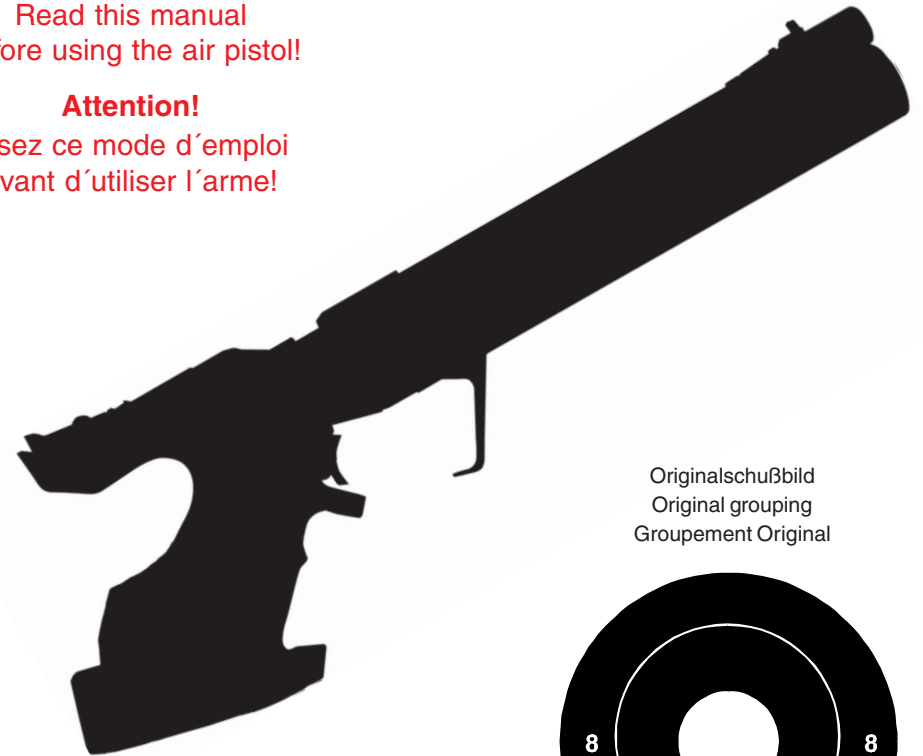 Read this manual
fore using the air pistol!
Attention!
sez ce mode d´emploi
vant d´utiliser l´arme!
Originalschußbild
Original grouping
Groupement Original
8 8